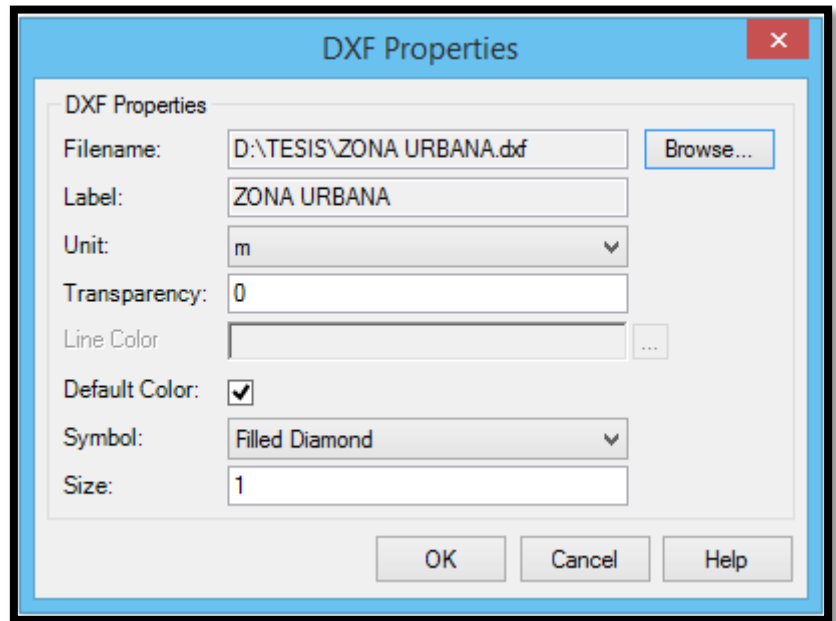 DXF Properties
DXF Properties
Filename: D:\TESIS\ZONA URBANA.dxf Browse...
Label: ZONA URBANA
Unit: m
Transparency: 0
Line Color ...
Default Color:
Symbol: Filled Diamond
Size: 1
OK Cancel Help